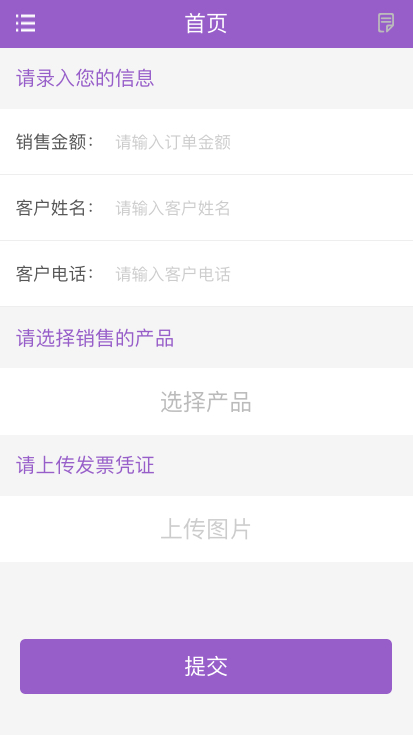 首页
请录入您的信息
销售金额： 请输入订单金额
客户姓名： 请输入客户姓名
客户电话： 请输入客户电话
请选择销售的产品
选择产品
请上传发票凭证
上传图片
提交